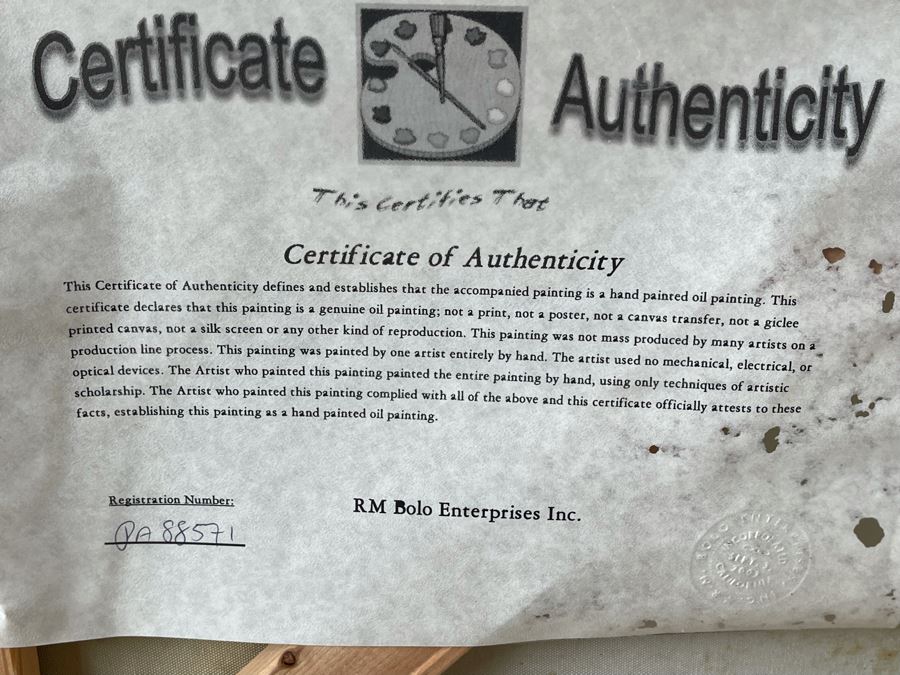 Certificate Authenticity
This Certifies That
Certificate of Authenticity
This Certificate of Authenticity defines and establishes that the accompanied painting is a hand painted oil painting. This
certificate declares that this painting is a genuine oil painting; not a print, not a poster, not a canvas transfer, not a giclee
printed canvas, not a silk screen or any other kind of reproduction. This painting was not mass produced by many artists on a
production line process. This painting was painted by one artist entirely by hand. The artist used no mechanical, electrical, or
optical devices. The Artist who painted this painting painted the entire painting by hand, using only techniques of artistic
scholarship. The Artist who painted this painting complied with all of the above and this certificate officially attests to these
facts, establishing this painting as a hand painted oil painting.
Registration Number:
PA 88571
RM Bolo Enterprises Inc.